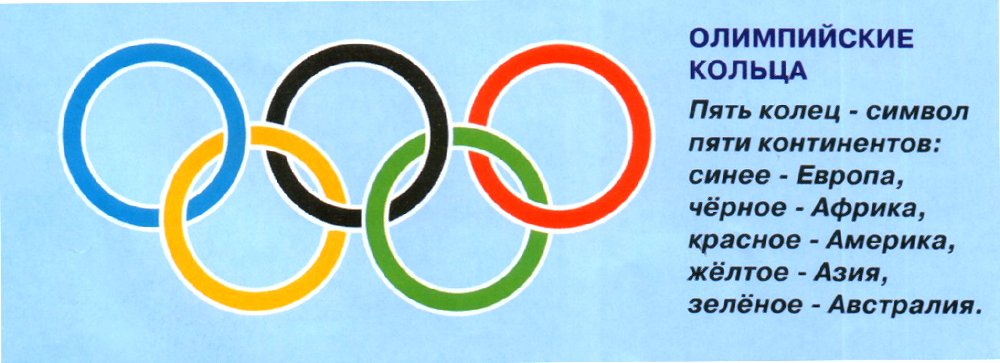 ОЛИМПИЙСКИЕ
КОЛЬЦА
Пять колец - символ
пяти континентов:
синее - Европа,
чёрное - Африка,
красное - Америка,
жёлтое - Азия,
зелёное - Австралия.